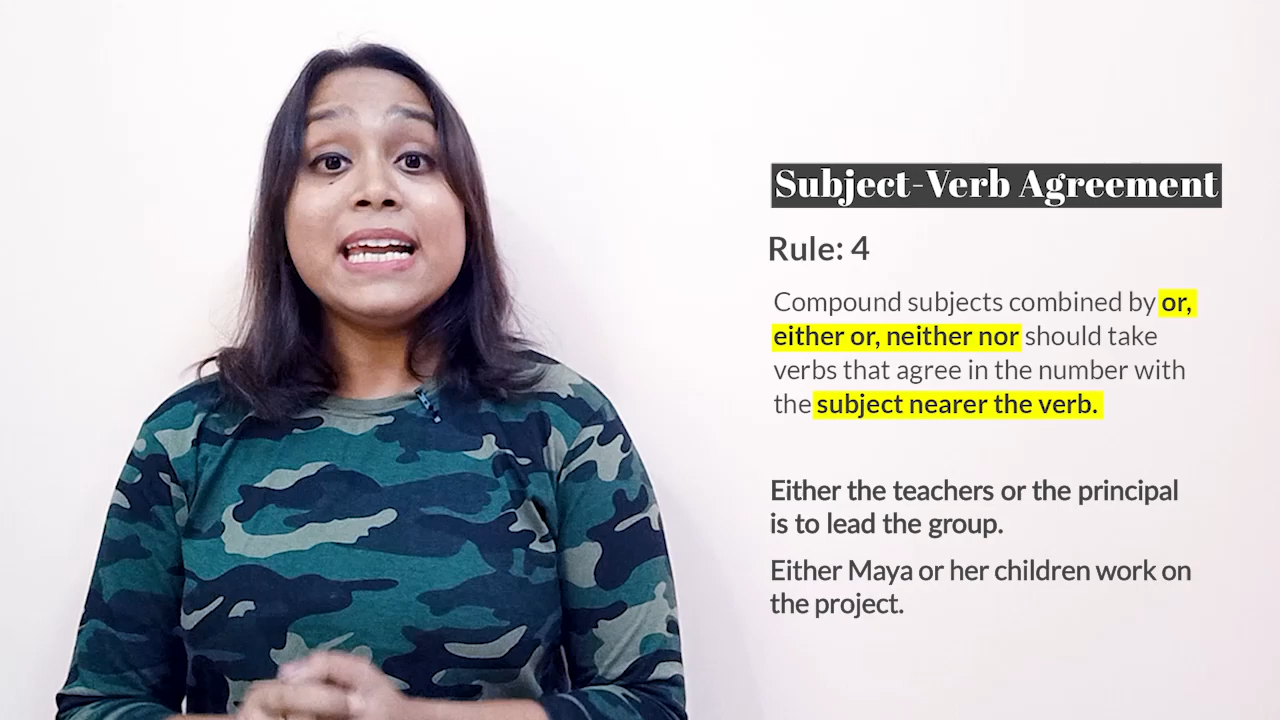 Subject-Verb Agreement
Rule: 4
Compound subjects combined by or,
either or, neither nor should take
verbs that agree in the number with
the subject nearer the verb.
Either the teachers or the principal
is to lead the group.
Either Maya or her children work on
the project.